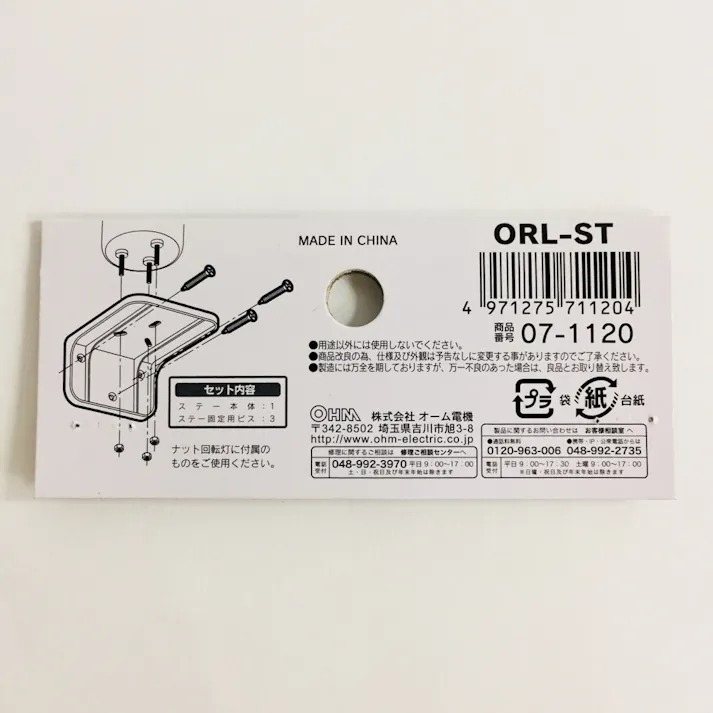 MADE IN CHINA
ORL-ST
4 971275 711204
商品番号 07-1120
●用途以外には使用しないでください。
●商品改良の為、仕様及び外観は予告なしに変更する事がありますのでご了承ください。
●製造には万全を期しておりますが、万一不良のあった場合は、良品とお取り替え致します。
セット内容
ステー本体:1
ステー固定用ビス:3
ナット回転灯に付属の
ものをご使用ください。
プラ 袋 紙 台紙
OHM 株式会社 オーム電機
〒342-8502 埼玉県吉川市旭3-8
http://www.ohm-electric.co.jp
修理に関するご相談は 修理ご相談センターへ
電話受付 048-992-3970 平日9:00〜17:00
土・日・祝日及び年末年始は除きます
製品に関するお問い合わせは お客様相談室 へ
●通話料無料 ●携帯・IP・公衆電話からは
0120-963-006 048-992-2735
電話受付 平日 9:00〜17:30 土曜 9:00〜17:00
※日曜・祝日及び年末年始は除きます